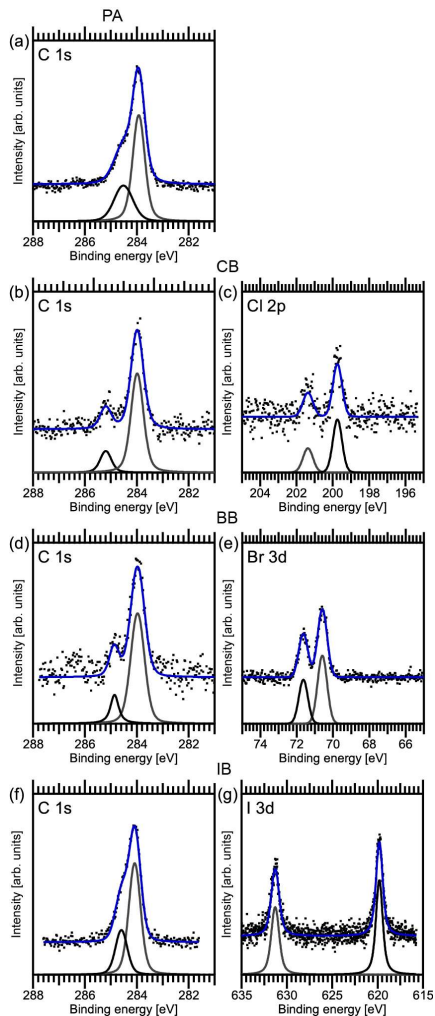 PA
(a)
C 1s
Intensity [arb. units]
288 286 284 282
Binding energy [eV]
CB
(b)
C 1s
Intensity [arb. units]
288 286 284 282
Binding energy [eV]
(c)
Cl 2p
Intensity [arb. units]
204 202 200 198 196
Binding energy [eV]
BB
(d)
C 1s
Intensity [arb. units]
288 286 284 282
Binding energy [eV]
(e)
Br 3d
Intensity [arb. units]
74 72 70 68 66
Binding energy [eV]
IB
(f)
C 1s
Intensity [arb. units]
288 286 284 282
Binding energy [eV]
(g)
I 3d
Intensity [arb. units]
635 630 625 620 615
Binding energy [eV]